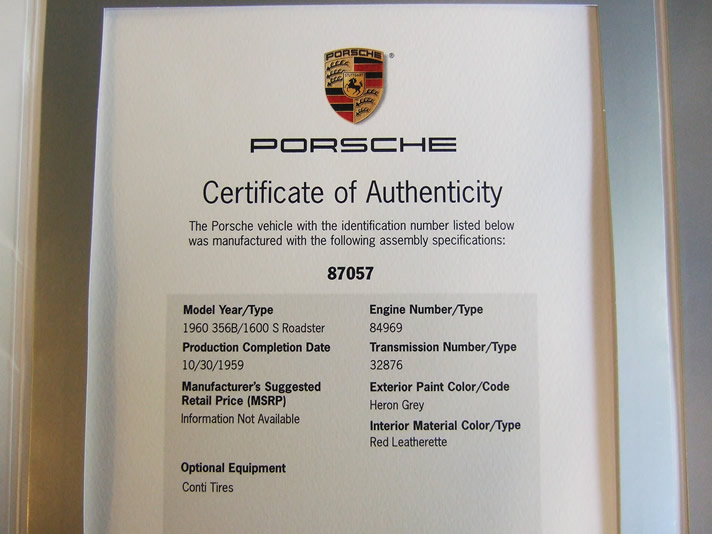 PORSCHE
STUTTGART
PORSCHE
Certificate of Authenticity
The Porsche vehicle with the identification number listed below
was manufactured with the following assembly specifications:
87057
Model Year/Type
1960 356B/1600 S Roadster
Production Completion Date
10/30/1959
Manufacturer's Suggested
Retail Price (MSRP)
Information Not Available
Optional Equipment
Conti Tires
Engine Number/Type
84969
Transmission Number/Type
32876
Exterior Paint Color/Code
Heron Grey
Interior Material Color/Type
Red Leatherette